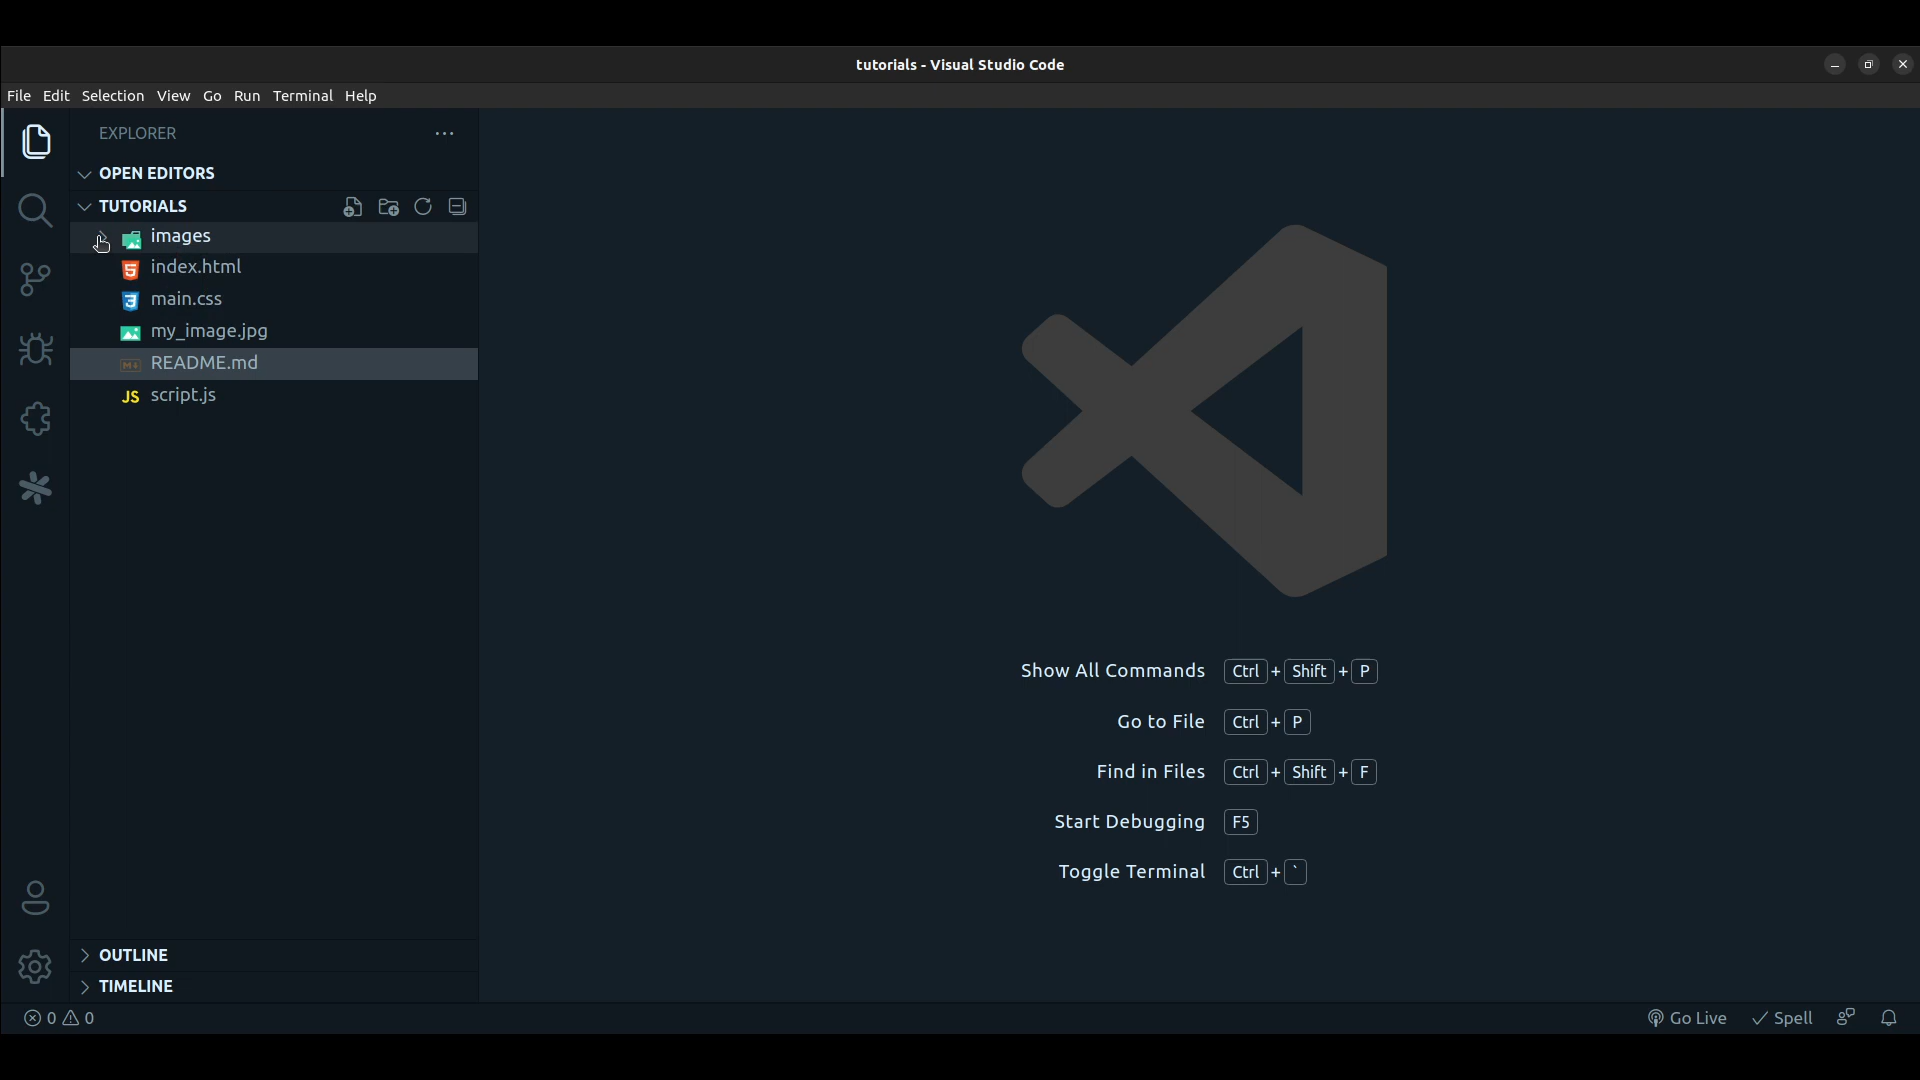 tutorials - Visual Studio Code
File Edit Selection View Go Run Terminal Help
EXPLORER
OPEN EDITORS
TUTORIALS
images
index.html
main.css
my_image.jpg
README.md
JS script.js
Show All Commands Ctrl + Shift + P
Go to File Ctrl + P
Find in Files Ctrl + Shift + F
Start Debugging F5
Toggle Terminal Ctrl + `
OUTLINE
TIMELINE
0 0 Go Live Spell